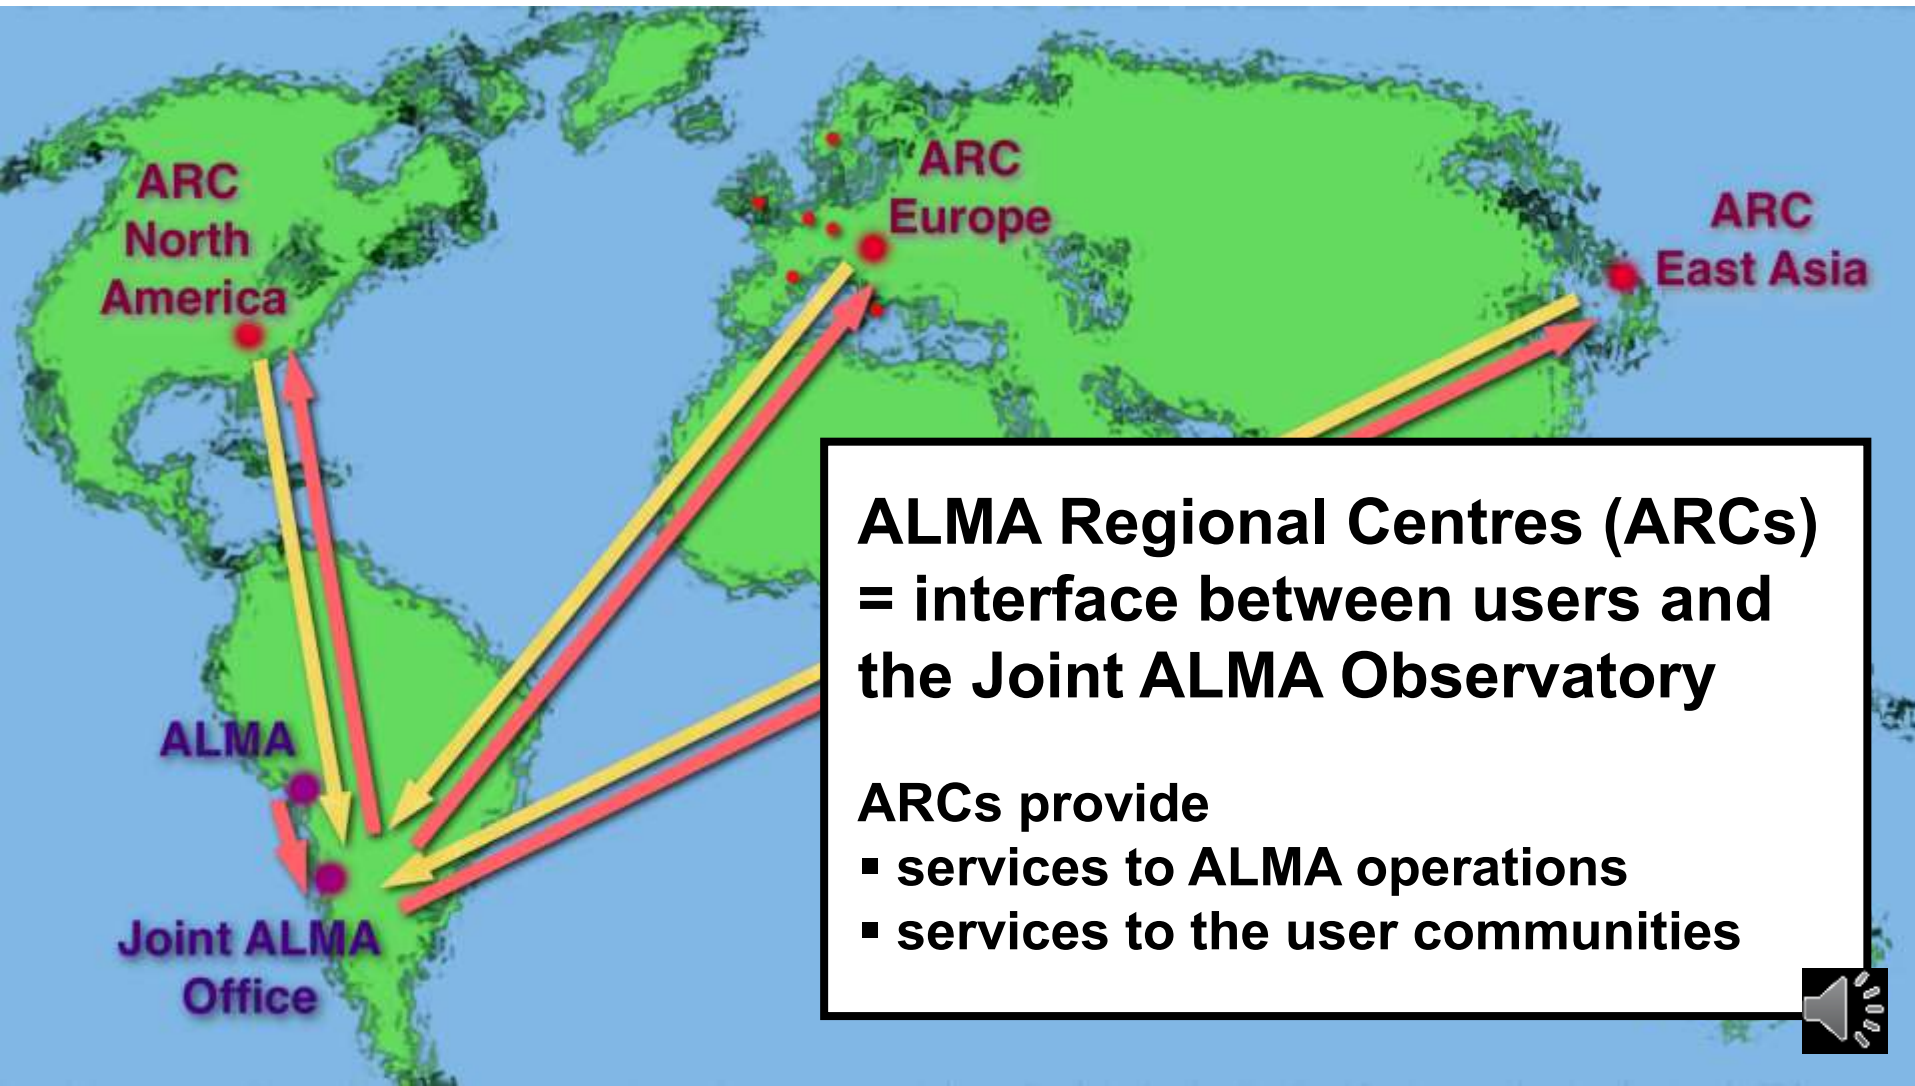 ARC
North
America
ARC
Europe
ARC
East Asia
ALMA
Joint ALMA
Office
ALMA Regional Centres (ARCs)
= interface between users and
the Joint ALMA Observatory
ARCs provide
▪ services to ALMA operations
▪ services to the user communities